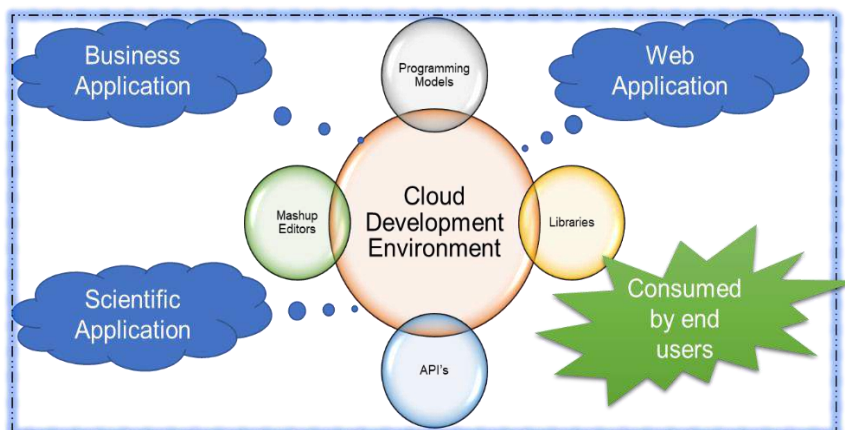 Business
Application
Programming
Models
Web
Application
Mashup
Editors
Cloud
Development
Environment
Libraries
Scientific
Application
API's
Consumed
by end
users